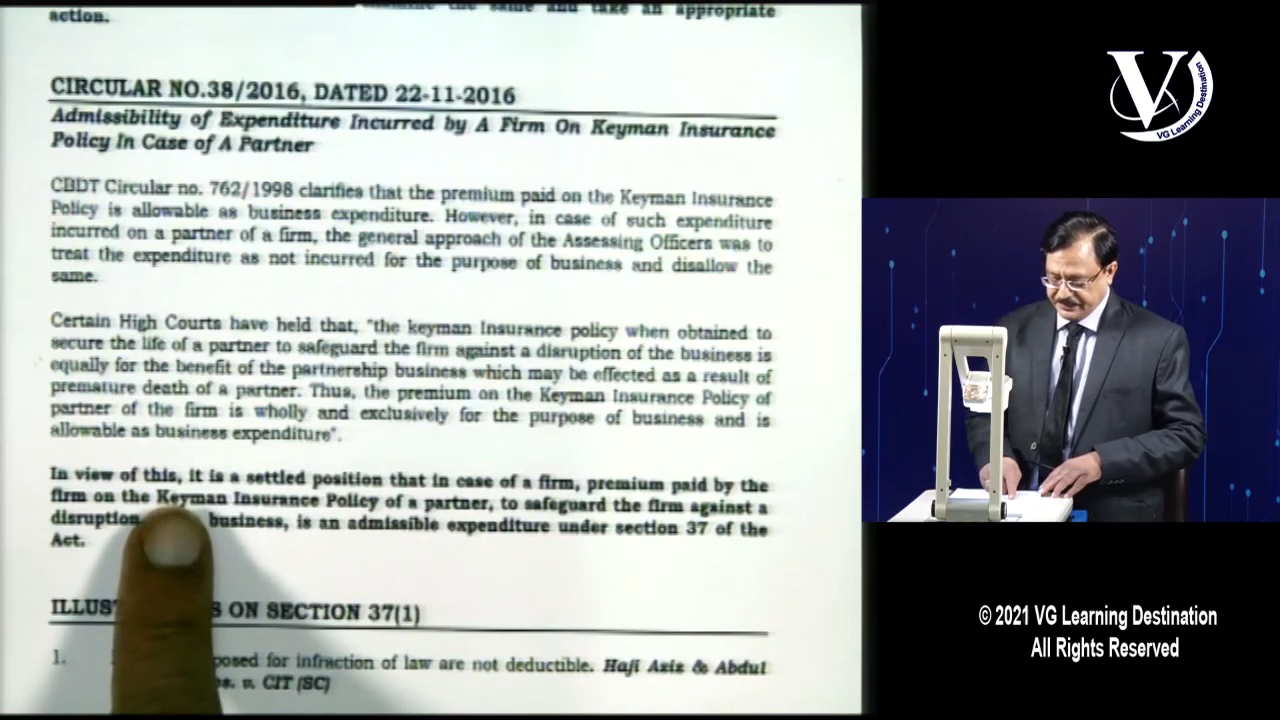 action.
the same and take an appropriate
CIRCULAR NO.38/2016, DATED 22-11-2016
Admissibility of Expenditure Incurred by A Firm On Keyman Insurance
Policy In Case of A Partner
CBDT Circular no. 762/1998 clarifies that the premium paid on the Keyman Insurance
Policy is allowable as business expenditure. However, in case of such expenditure
incurred on a partner of a firm, the general approach of the Assessing Officers was to
treat the expenditure as not incurred for the purpose of business and disallow the
same.
Certain High Courts have held that, "the keyman Insurance policy when obtained to
secure the life of a partner to safeguard the firm against a disruption of the business is
equally for the benefit of the partnership business which may be effected as a result of
premature death of a partner. Thus, the premium on the Keyman Insurance Policy of
partner of the firm is wholly and exclusively for the purpose of business and is
allowable as business expenditure".
In view of this, it is a settled position that in case of a firm, premium paid by the
firm on the Keyman Insurance Policy of a partner, to safeguard the firm against a
disruption business, is an admissible expenditure under section 37 of the
Act.
ON SECTION 37(1)
1. for infraction of law are not deductible. Haji Aziz & Abdul
v. CIT (SC)
V
VG Learning Destination
© 2021 VG Learning Destination
All Rights Reserved